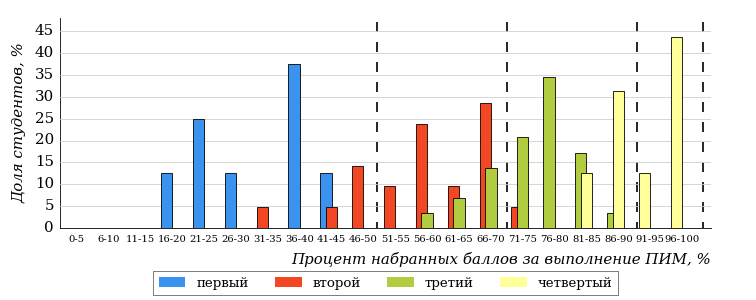 Доля студентов, %
45
40
35
30
25
20
15
10
5
0
0-5 6-10 11-15 16-20 21-25 26-30 31-35 36-40 41-45 46-50 51-55 56-60 61-65 66-70 71-75 76-80 81-85 86-90 91-95 96-100
Процент набранных баллов за выполнение ПИМ, %
первый второй третий четвертый